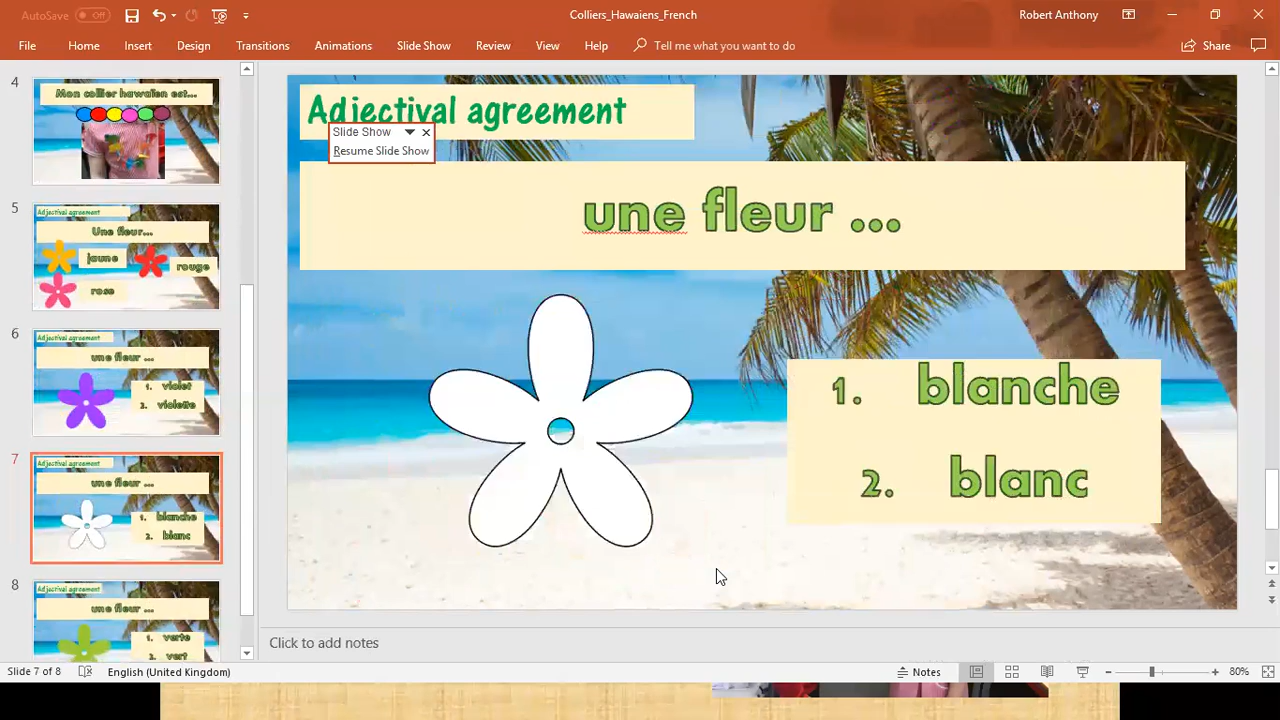 AutoSave Off
Colliers_Hawaiens_French
Robert Anthony
File Home Insert Design Transitions Animations Slide Show Review View Help Tell me what you want to do Share
4
Mon collier hawaïen est...
5
Adjectival agreement
Une fleur...
jaune
rouge
rose
6
Adjectival agreement
une fleur ...
1. violet
2. violette
7
Adjectival agreement
une fleur ...
1. blanche
2. blanc
8
Adjectival agreement
une fleur ...
1. verte
2. vert
Adjectival agreement
Slide Show
Resume Slide Show
une fleur ...
1. blanche
2. blanc
Click to add notes
Slide 7 of 8 English (United Kingdom) Notes 80%